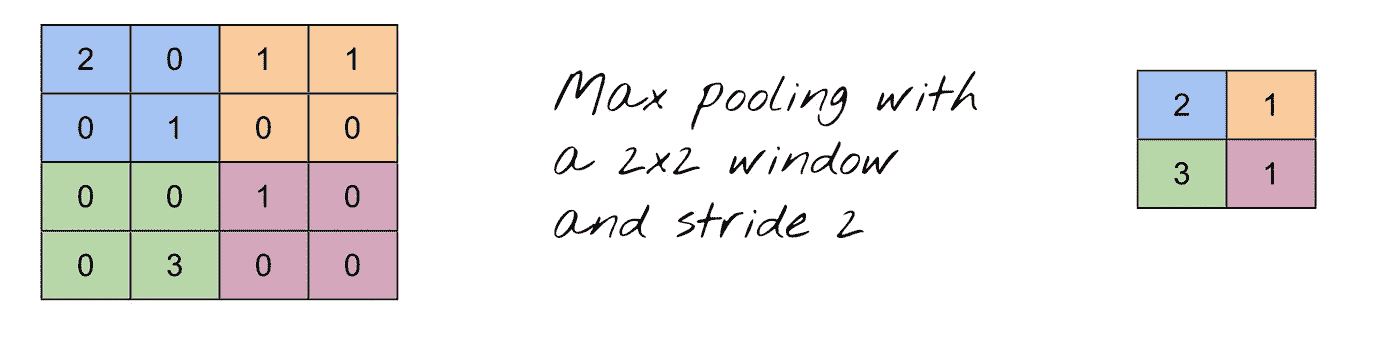 2 0 1 1
0 1 0 0
0 0 1 0
0 3 0 0
Max pooling with
a 2x2 window
and stride 2
2 1
3 1